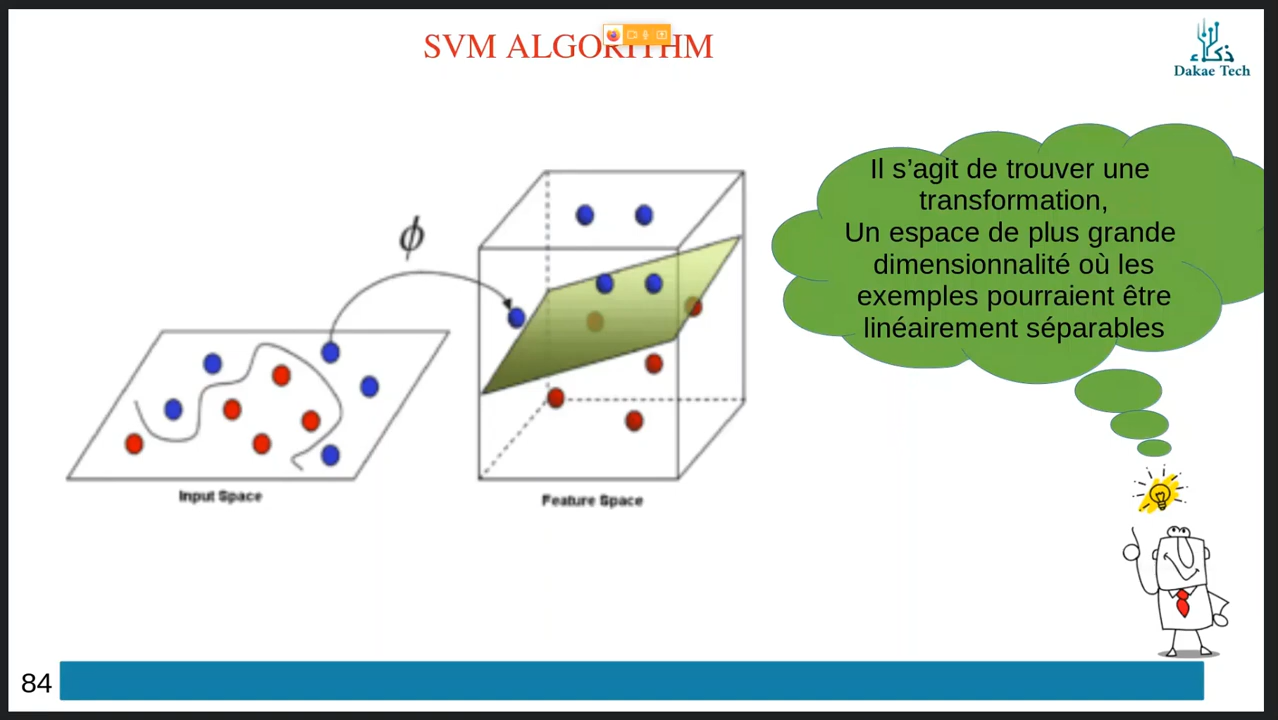 SVM ALGORITHM
ذكاء
Dakae Tech
Il s’agit de trouver une
transformation,
Un espace de plus grande
dimensionnalité où les
exemples pourraient être
linéairement séparables
ϕ
Input Space
Feature Space
84